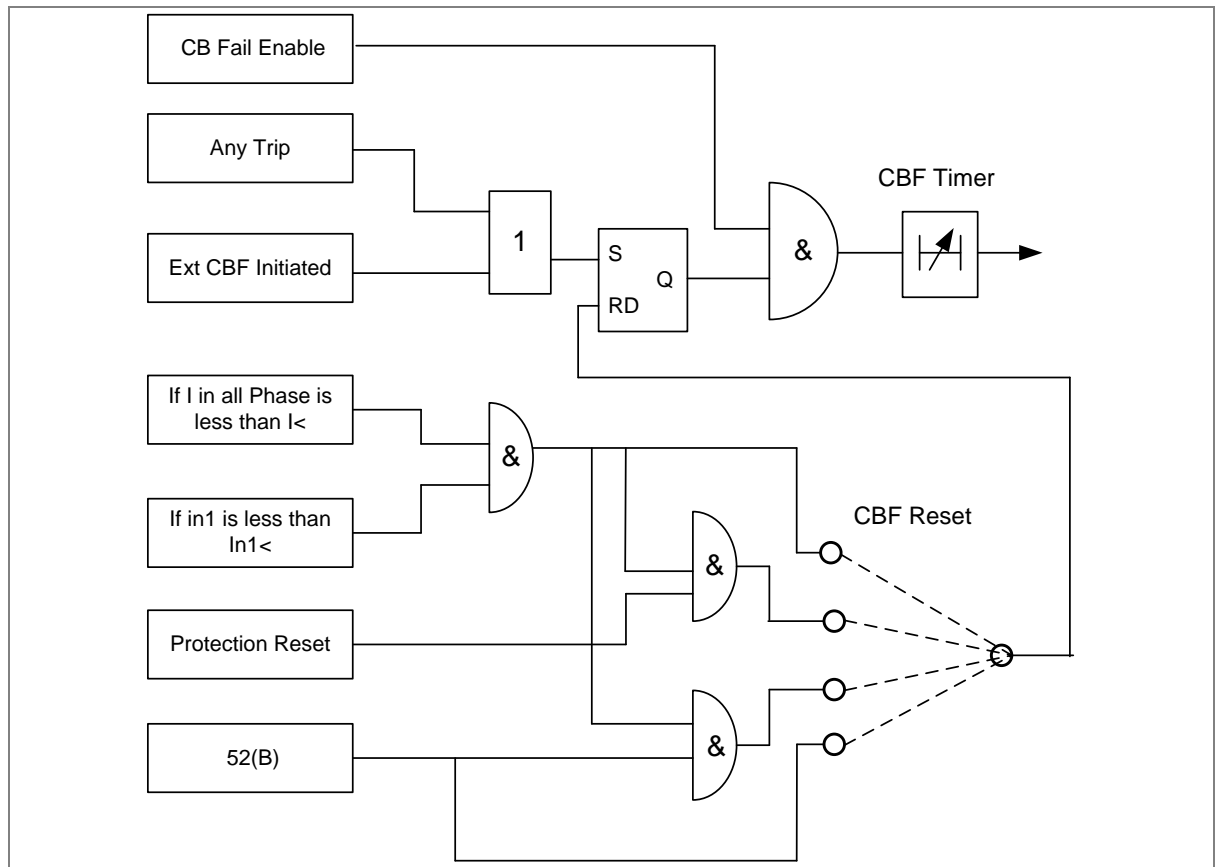 CB Fail Enable
Any Trip
CBF Timer
1
&
Ext CBF Initiated
S
Q
RD
If I in all Phase is
less than I<
&
If in1 is less than
In1<
CBF Reset
&
Protection Reset
52(B)
&